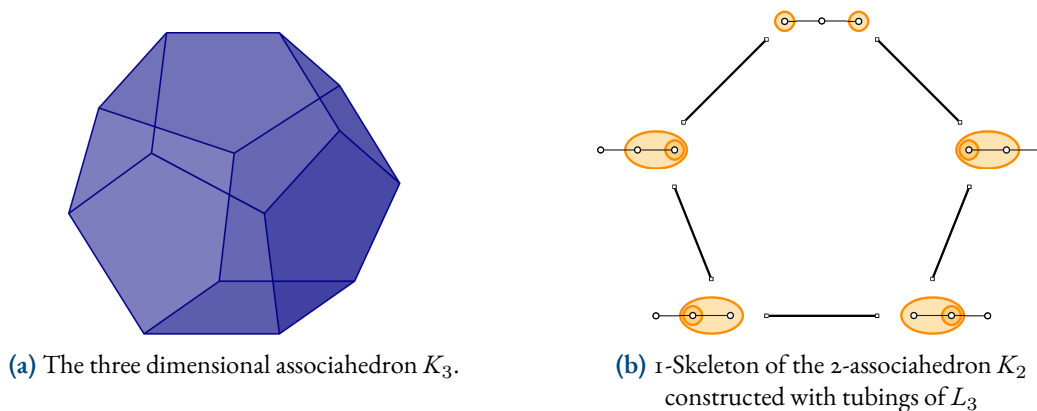 (a) The three dimensional associahedron K₃.
(b) 1-Skeleton of the 2-associahedron K₂
constructed with tubings of L₃